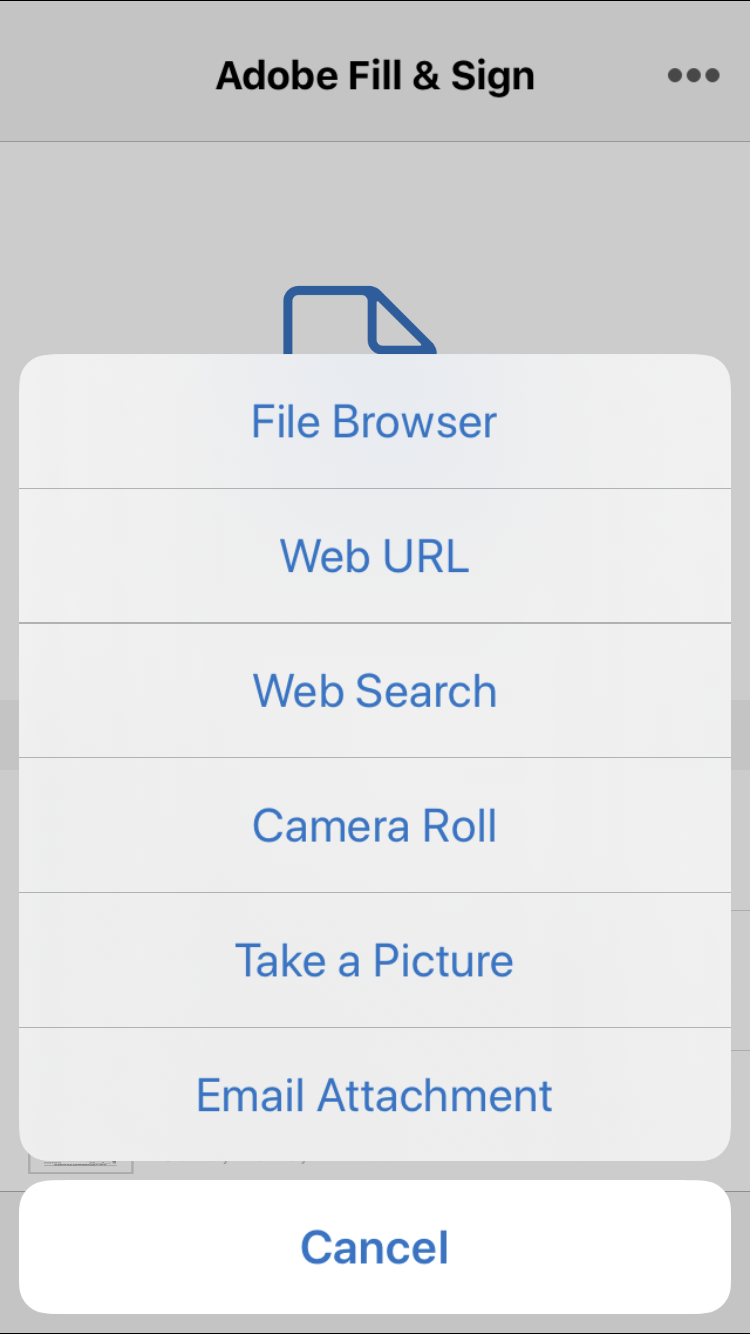 Adobe Fill & Sign
File Browser
Web URL
Web Search
Camera Roll
Take a Picture
Email Attachment
Cancel